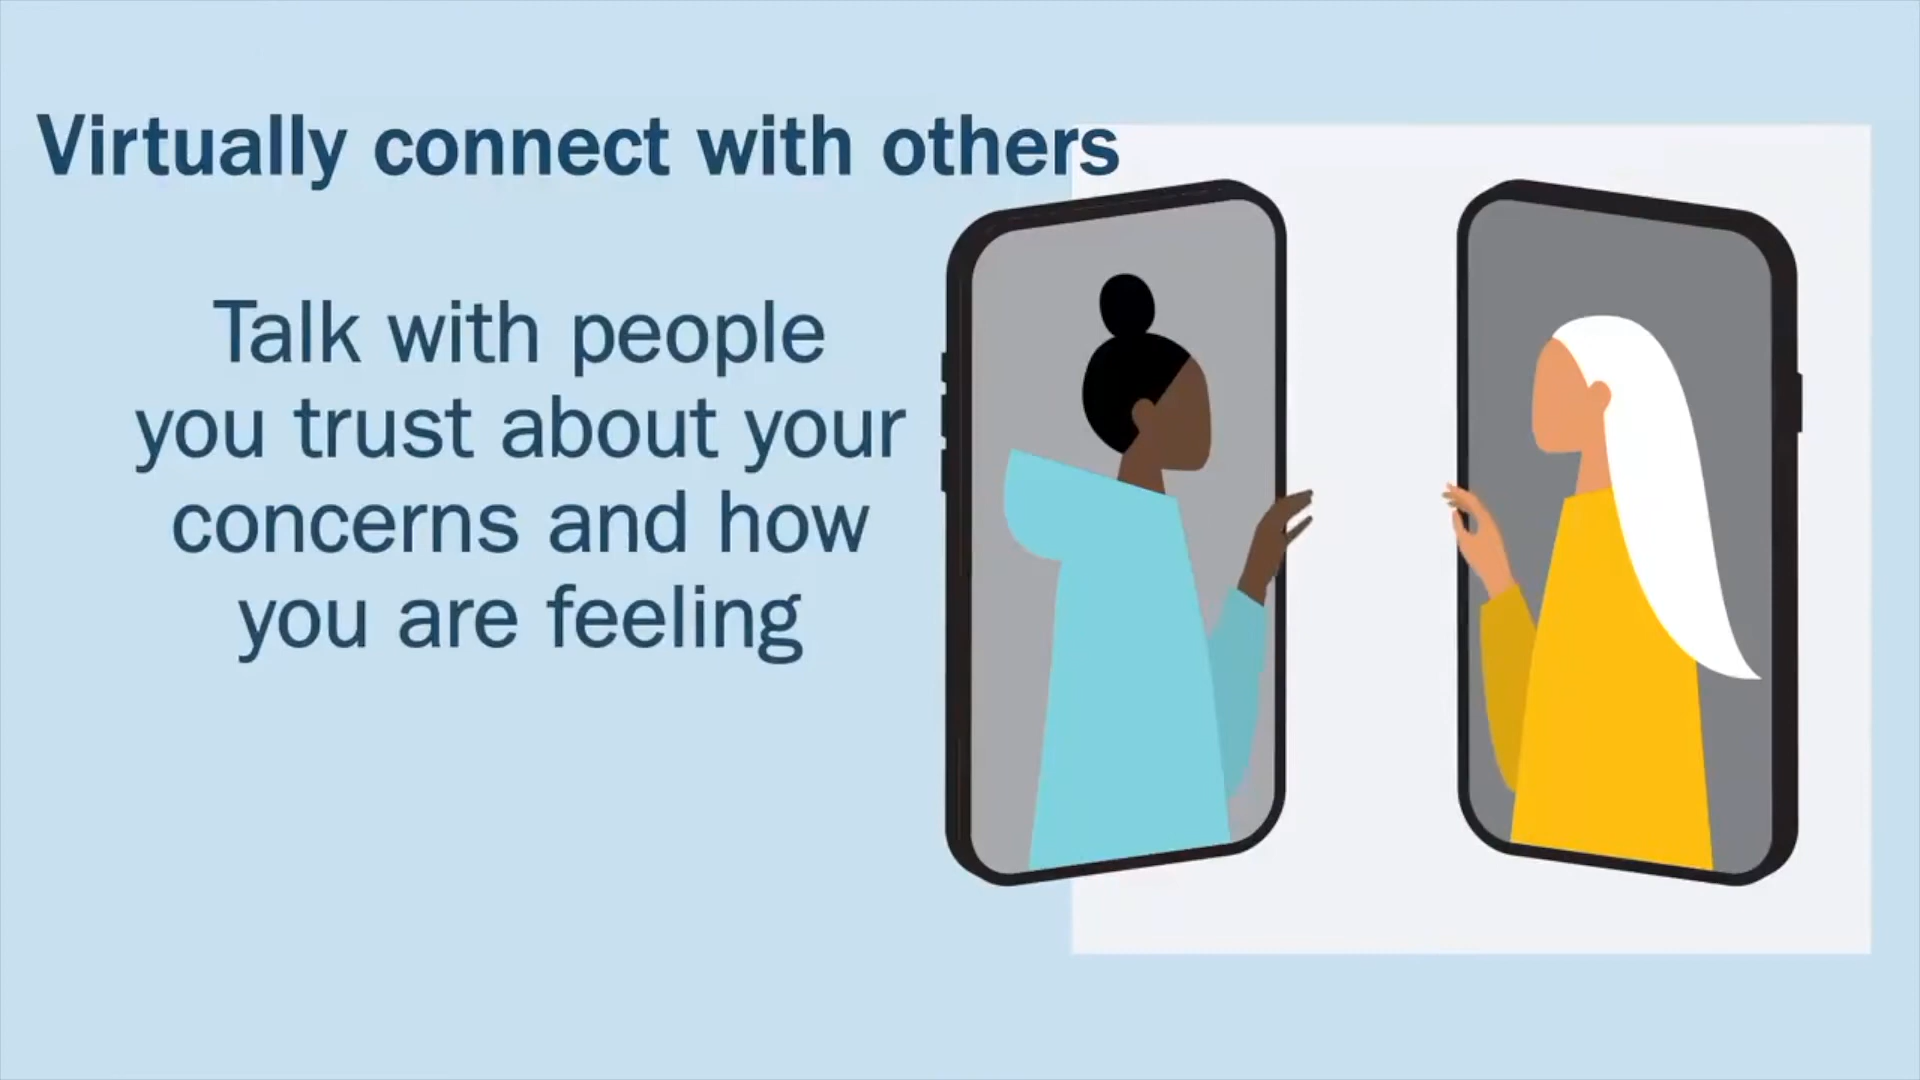 Virtually connect with others
Talk with people
you trust about your
concerns and how
you are feeling